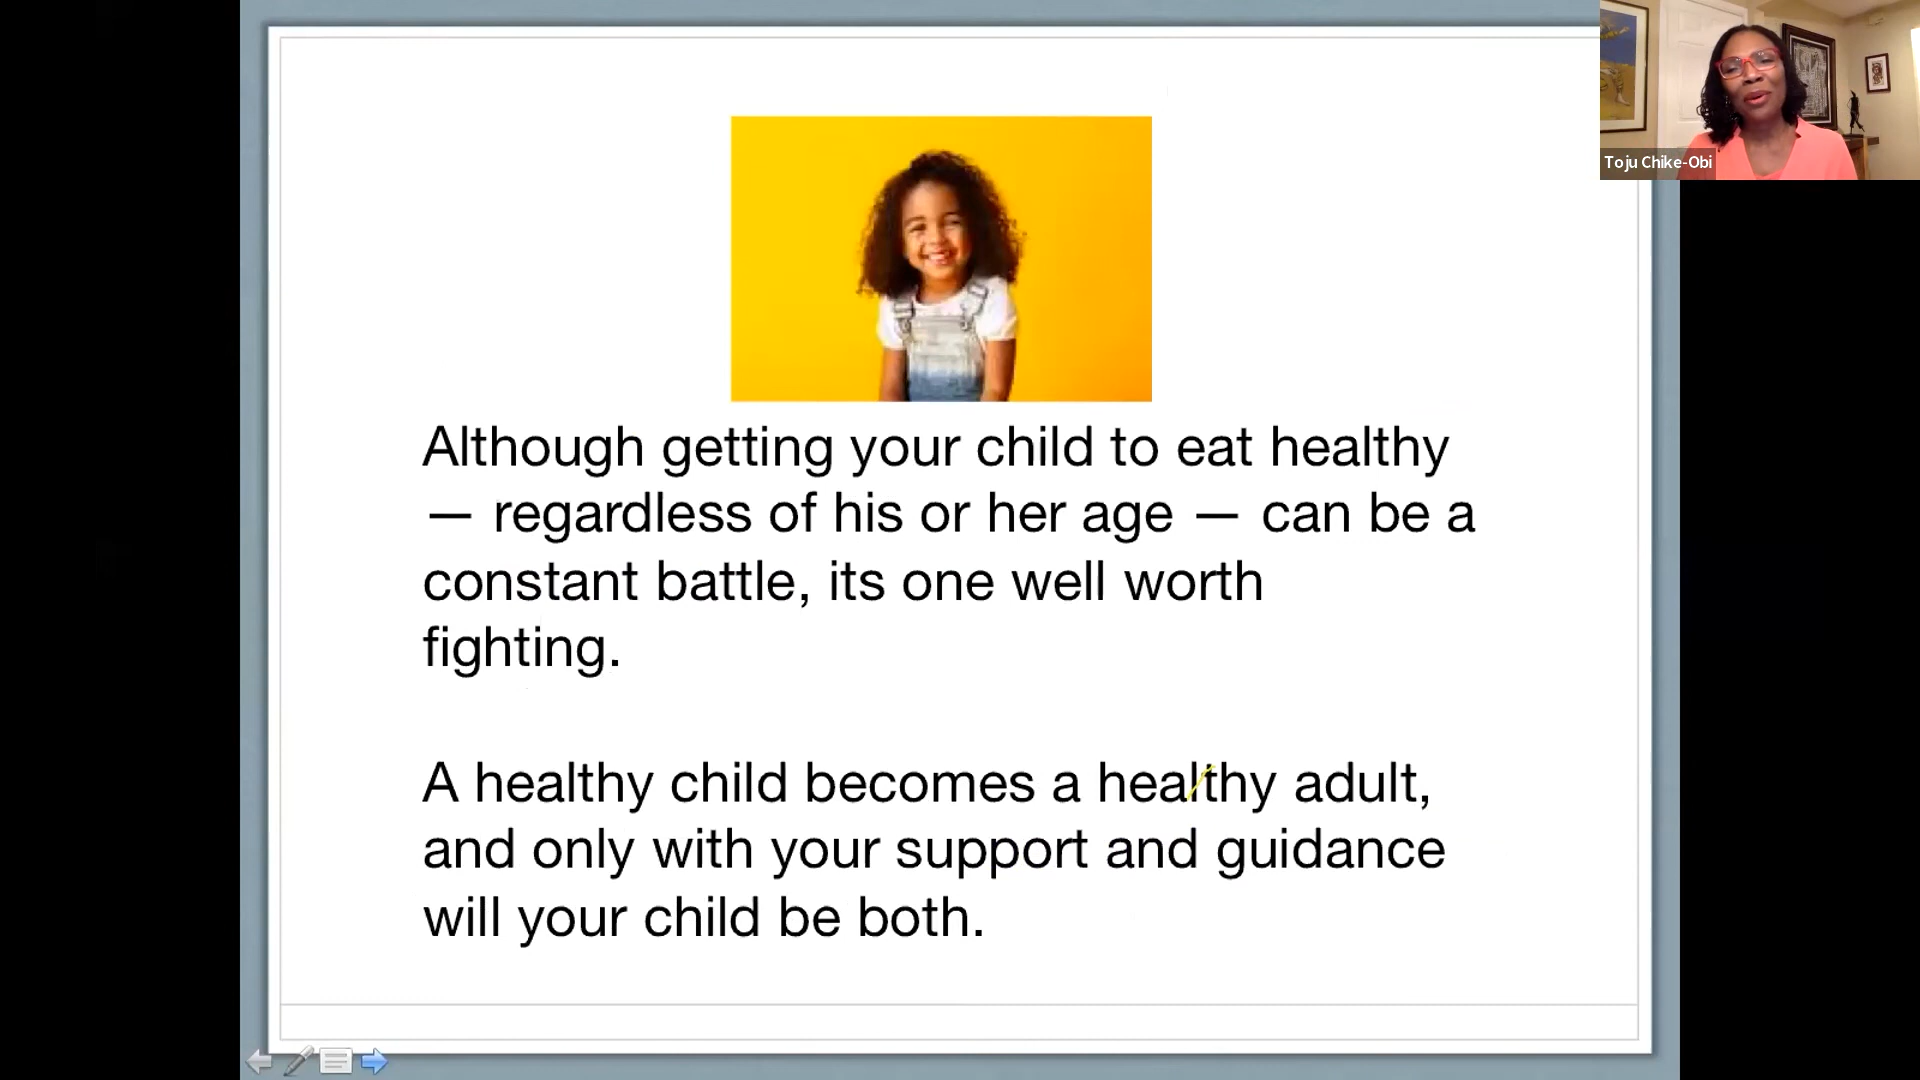 Toju Chike-Obi
Although getting your child to eat healthy
— regardless of his or her age — can be a
constant battle, its one well worth
fighting.
A healthy child becomes a healthy adult,
and only with your support and guidance
will your child be both.